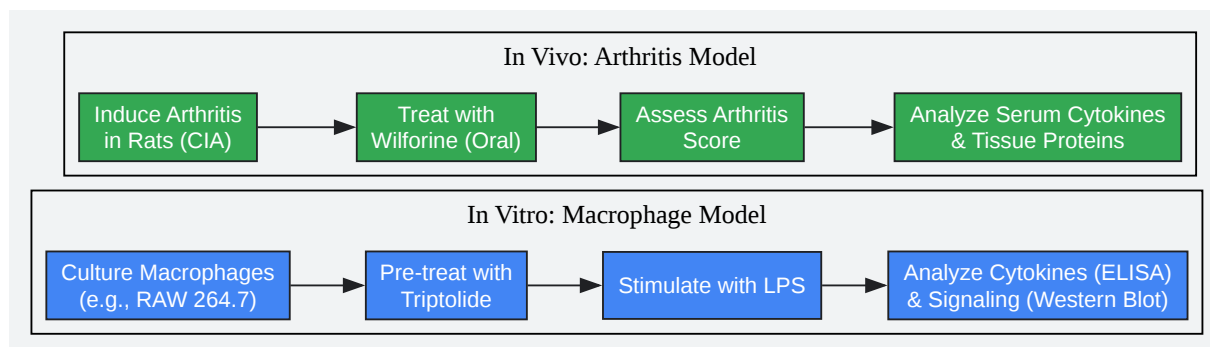 In Vivo: Arthritis Model
Induce Arthritis
in Rats (CIA)
Treat with
Wilforine (Oral)
Assess Arthritis
Score
Analyze Serum Cytokines
& Tissue Proteins
In Vitro: Macrophage Model
Culture Macrophages
(e.g., RAW 264.7)
Pre-treat with
Triptolide
Stimulate with LPS
Analyze Cytokines (ELISA)
& Signaling (Western Blot)